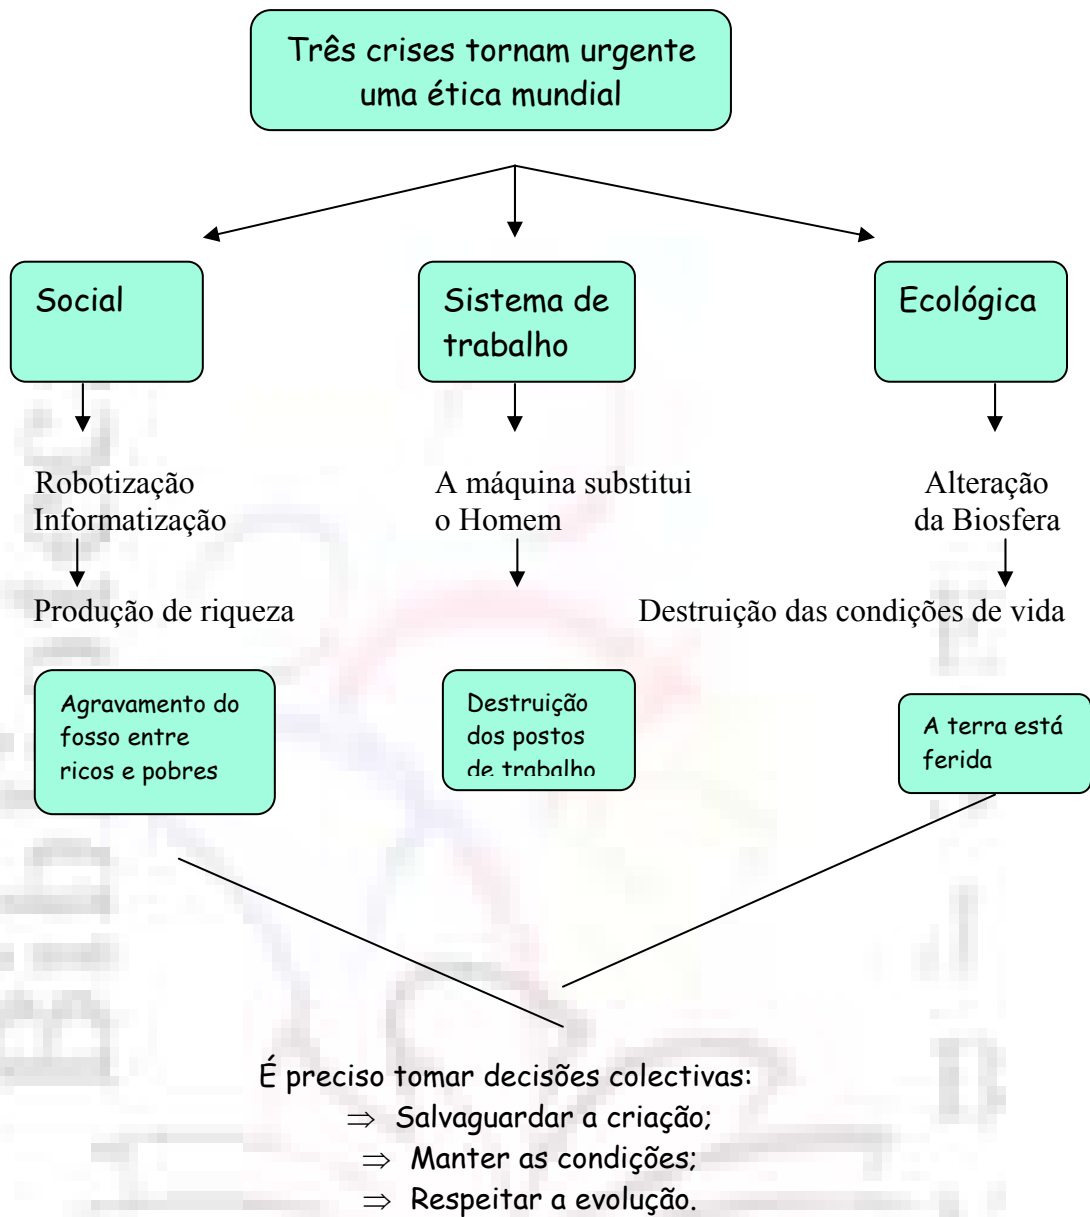 Três crises tornam urgente
uma ética mundial
Social
Sistema de
trabalho
Ecológica
Robotização
Informatização
A máquina substitui
o Homem
Alteração
da Biosfera
Produção de riqueza
Destruição das condições de vida
Agravamento do
fosso entre
ricos e pobres
Destruição
dos postos
de trabalho
A terra está
ferida
É preciso tomar decisões colectivas:
⇒ Salvaguardar a criação;
⇒ Manter as condições;
⇒ Respeitar a evolução.